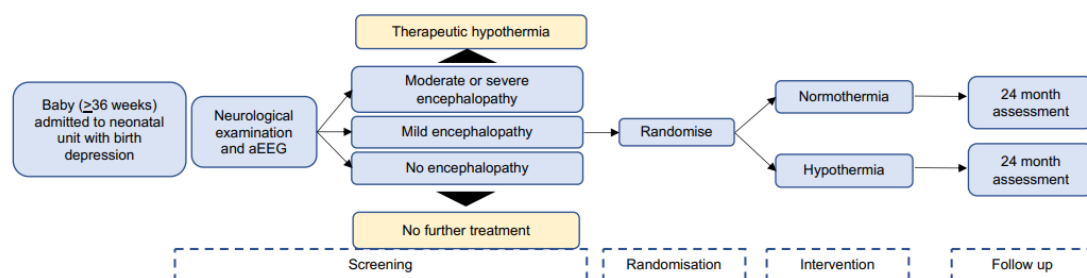 Therapeutic hypothermia
Moderate or severe
encephalopathy
Baby (≥36 weeks)
admitted to neonatal
unit with birth
depression
Neurological
examination
and aEEG
Mild encephalopathy
No encephalopathy
No further treatment
Randomise
Normothermia
Hypothermia
24 month
assessment
24 month
assessment
Screening
Randomisation
Intervention
Follow up